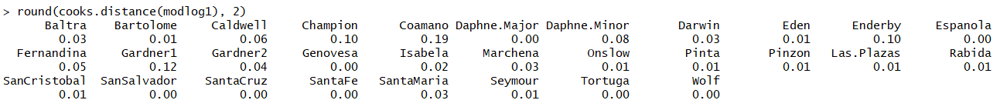 > round(cooks.distance(modlog1), 2)
Baltra Bartolome Caldwell Champion Coamano Daphne.Major Daphne.Minor Darwin Eden Enderby Espanola
0.03 0.01 0.06 0.10 0.19 0.00 0.08 0.03 0.01 0.10 0.00
Fernandina Gardner1 Gardner2 Genovesa Isabela Marchena Onslow Pinta Pinzon Las.Plazas Rabida
0.05 0.12 0.04 0.00 0.02 0.03 0.01 0.01 0.01 0.01 0.01
SanCristobal SanSalvador SantaCruz SantaFe SantaMaria Seymour Tortuga Wolf
0.01 0.00 0.00 0.00 0.03 0.01 0.00 0.00